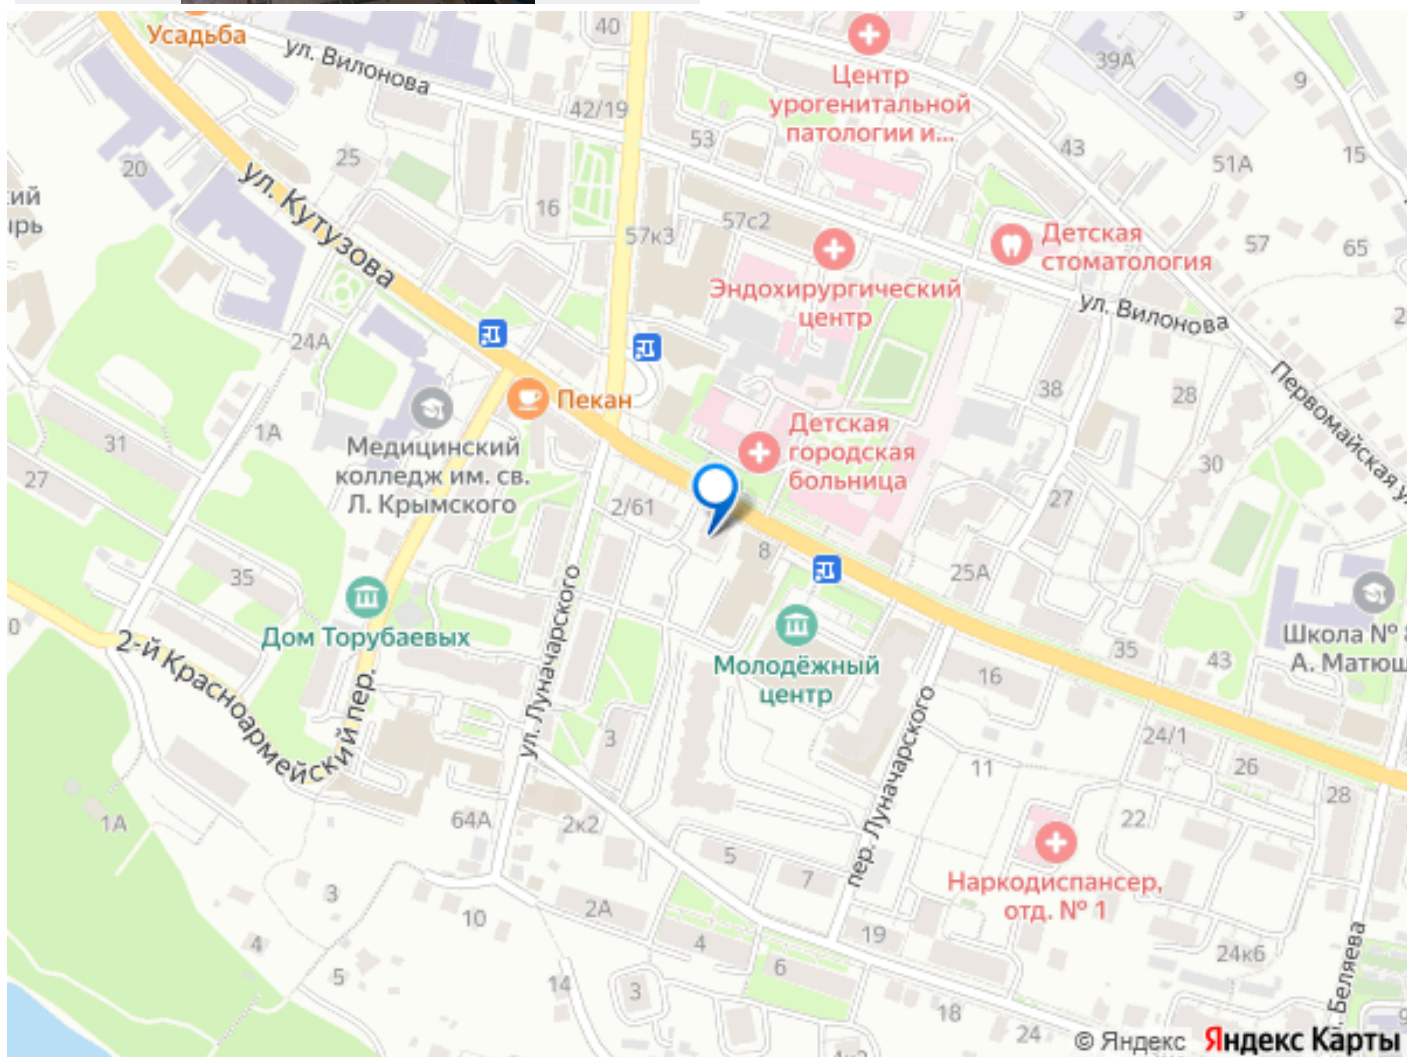 Усадьба
ул. Вилонова
40
Центр
урогенитальной
патологии и...
39А
9
42/19
53
43
51А
15
20
25
ул. Кутузова
16
57к3
57с2
Детская
стоматология
57
65
Эндохирургический
центр
ул. Вилонова
24А
Первомайская ул
38
28
Пекан
31
1А
Медицинский
колледж им. св.
Л. Крымского
Детская
городская
больница
30
27
27
2/61
8
25А
35
0
Дом Торубаевых
Молодёжный
центр
Школа №
А. Матюш
35
43
16
2-й Красноармейский пер.
ул. Луначарского
3
пер. Луначарского
24/1
26
11
28
1А
64А
2к2
22
5
7
Наркодиспансер,
отд. № 1
3
10
2А
4
4
19
6
24к6
5
14
3
18
24
Беляева
© Яндекс Яндекс Карты